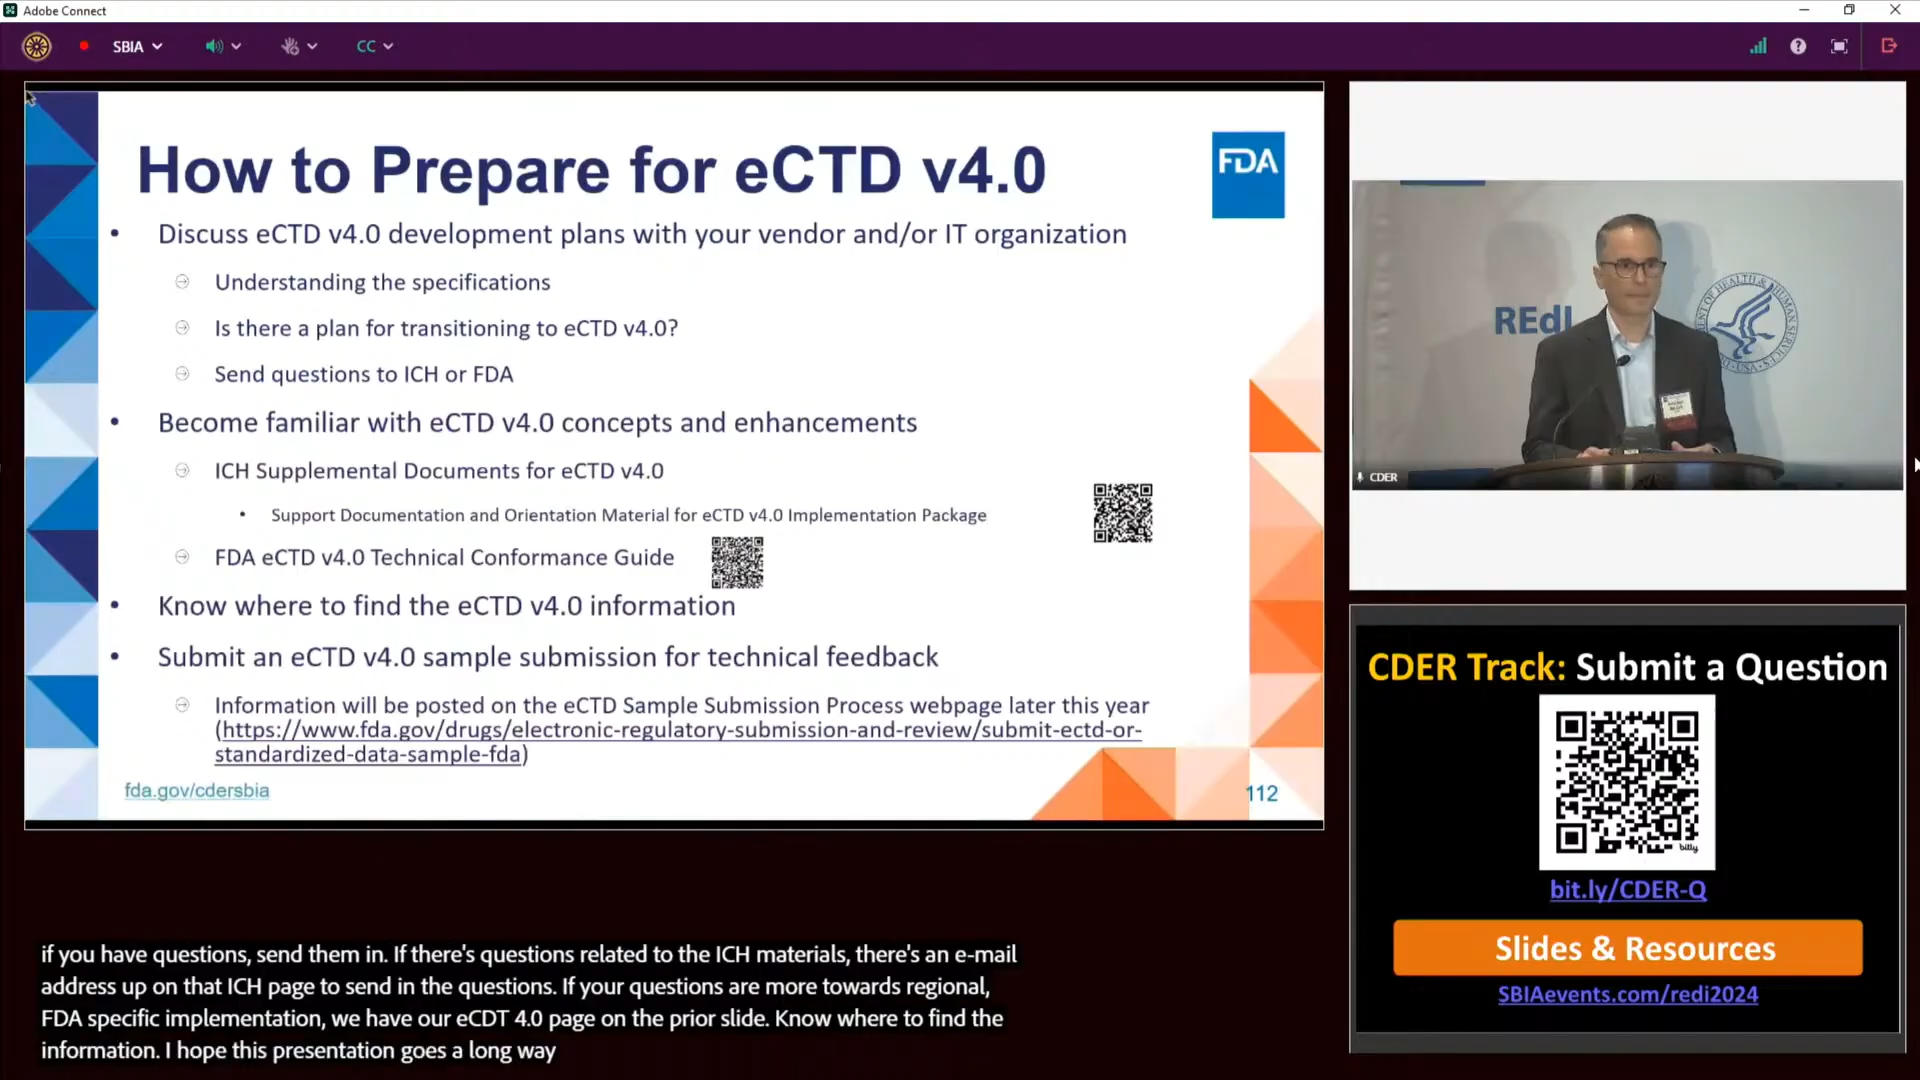 Adobe Connect
SBIA
CC
How to Prepare for eCTD v4.0
FDA
• Discuss eCTD v4.0 development plans with your vendor and/or IT organization
Understanding the specifications
Is there a plan for transitioning to eCTD v4.0?
Send questions to ICH or FDA
• Become familiar with eCTD v4.0 concepts and enhancements
ICH Supplemental Documents for eCTD v4.0
• Support Documentation and Orientation Material for eCTD v4.0 Implementation Package
FDA eCTD v4.0 Technical Conformance Guide
• Know where to find the eCTD v4.0 information
• Submit an eCTD v4.0 sample submission for technical feedback
Information will be posted on the eCTD Sample Submission Process webpage later this year
(https://www.fda.gov/drugs/electronic-regulatory-submission-and-review/submit-ectd-or-
standardized-data-sample-fda)
fda.gov/cdersbia
112
REdI
CDER
CDER Track: Submit a Question
bitly
bit.ly/CDER-Q
Slides & Resources
SBIAevents.com/redi2024
if you have questions, send them in. If there's questions related to the ICH materials, there's an e-mail
address up on that ICH page to send in the questions. If your questions are more towards regional,
FDA specific implementation, we have our eCDT 4.0 page on the prior slide. Know where to find the
information. I hope this presentation goes a long way